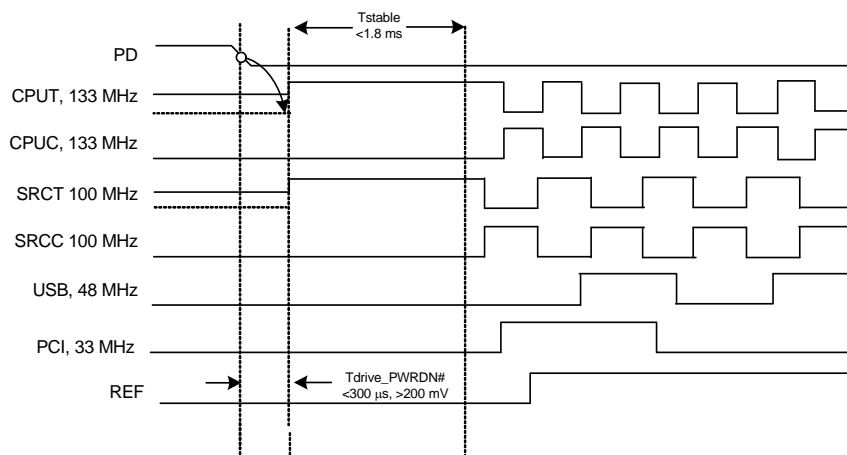 Tstable
<1.8 ms
PD
CPUT, 133 MHz
CPUC, 133 MHz
SRCT 100 MHz
SRCC 100 MHz
USB, 48 MHz
PCI, 33 MHz
REF
Tdrive_PWRDN#
<300 μs, >200 mV